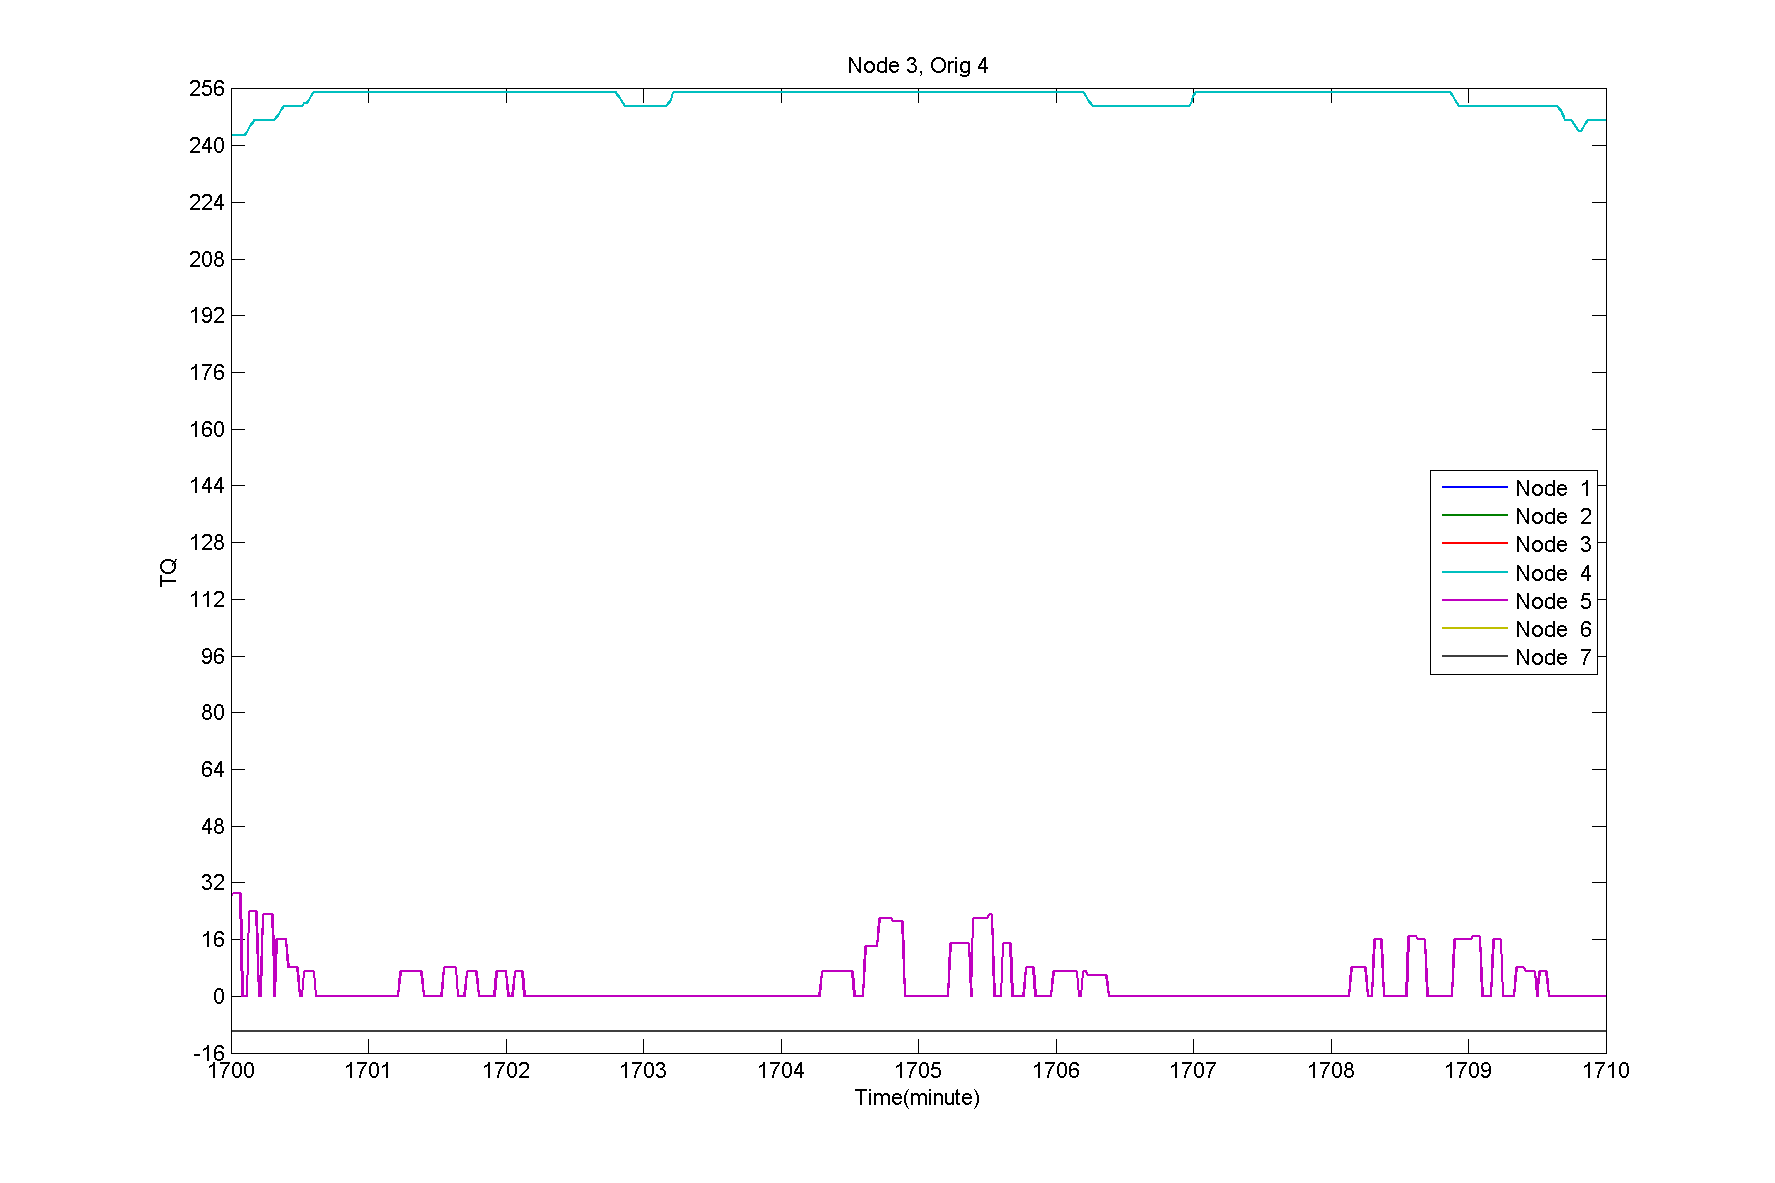 Node 3, Orig 4
256
240
224
208
192
176
160
144
128
112
96
80
64
48
32
16
0
-16
TQ
Node 1
Node 2
Node 3
Node 4
Node 5
Node 6
Node 7
1700 1701 1702 1703 1704 1705 1706 1707 1708 1709 1710
Time(minute)